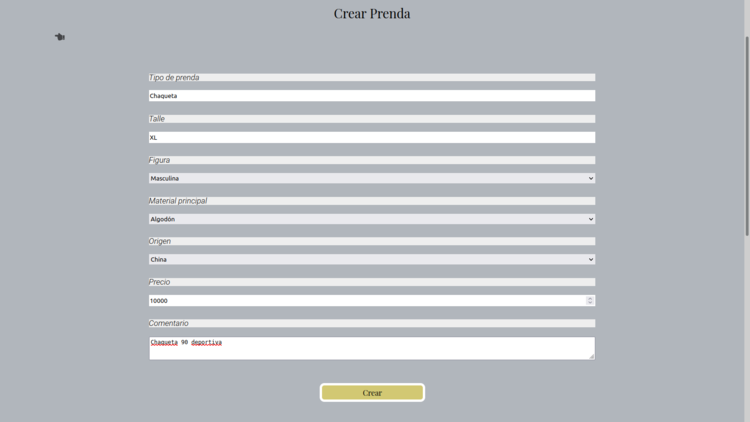 Crear Prenda
Tipo de prenda
Chaqueta
Talle
XL
Figura
Masculina
Material principal
Algodón
Origen
China
Precio
10000
Comentario
Chaqueta 90 deportiva
Crear